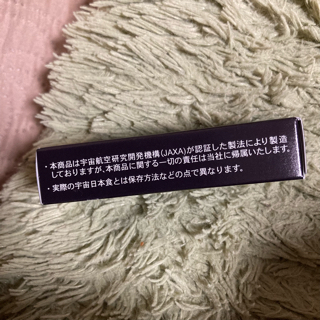 ・本商品は宇宙航空研究開発機構(JAXA)が認証した製法により製造
しておりますが、本商品に関する一切の責任は当社に帰属いたします。
・実際の宇宙日本食とは保存方法などの点で異なります。